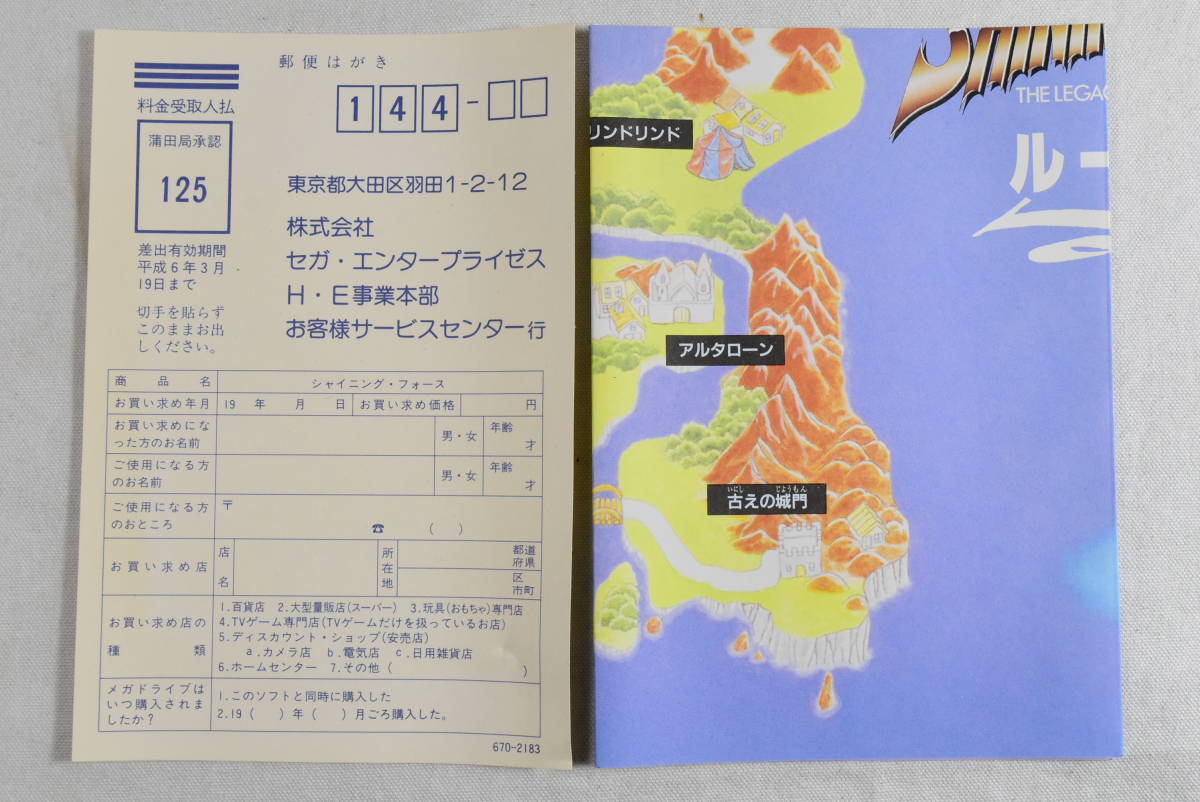 郵便はがき
料金受取人払
蒲田局承認
125
差出有効期間
平成6年3月
19日まで
切手を貼らず
このままお出
しください。
144-
東京都大田区羽田1-2-12
株式会社
セガ・エンタープライゼス
H・E事業本部
お客様サービスセンター行
商品名 シャイニング・フォース
お買い求め年月 19 年 月 日 お買い求め価格 円
お買い求めにな
った方のお名前
男・女
年齢
才
ご使用になる方
のお名前
男・女
年齢
才
ご使用になる方
のおところ
〒
☎ ( )
お買い求め店
店
名
所
在
地
都道
府県
区
市町
お買い求め店の
種類
1.百貨店 2.大型量販店(スーパー) 3.玩具(おもちゃ)専門店
4.TVゲーム専門店(TVゲームだけを扱っているお店)
5.ディスカウント・ショップ(安売店)
a.カメラ店 b.電気店 c.日用雑貨店
6.ホームセンター 7.その他( )
メガドライブは
いつ購入されま
したか?
1.このソフトと同時に購入した
2.19( )年( )月ごろ購入した。
670-2183
THE LEGAC
ルー
リンドリンド
アルタローン
いにし じょうもん
古えの城門